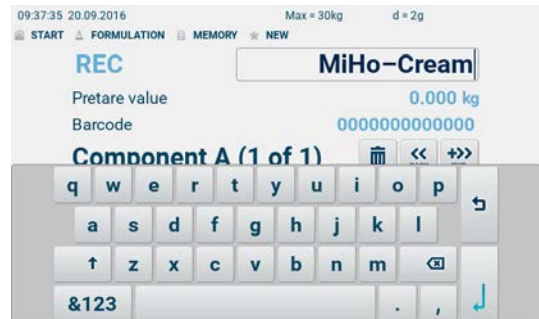 09:37:35 20.09.2016 Max = 30kg d = 2g
START FORMULATION MEMORY NEW
REC MiHo-Cream
Pretare value 0.000 kg
Barcode 0000000000000
Component A (1 of 1) << +>>
q w e r t y u i o p
a s d f g h j k l
z x c v b n m
&123 . ,